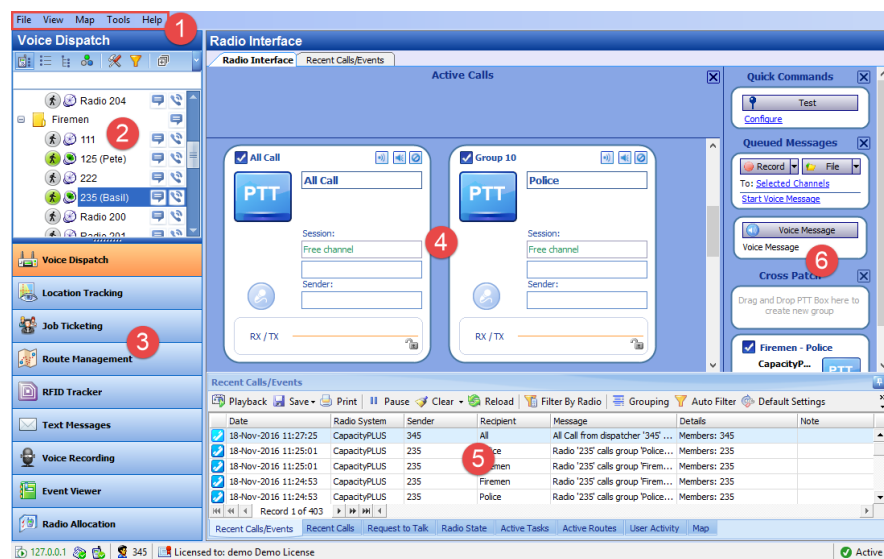 File View Map Tools Help
1
Voice Dispatch
Radio Interface
Radio Interface Recent Calls/Events
Radio 204
Firemen
111
2
125 (Pete)
222
235 (Basil)
Radio 200
Radio 201
Voice Dispatch
Location Tracking
Job Ticketing
3
Route Management
RFID Tracker
Text Messages
Voice Recording
Event Viewer
Radio Allocation
Active Calls
All Call
PTT
All Call
Session:
Free channel
Sender:
RX / TX
4
Group 10
PTT
Police
Session:
Free channel
Sender:
RX / TX
Quick Commands
Test
Configure
Queued Messages
Record File
To: Selected Channels
Start Voice Message
Voice Message
Voice Message
6
Cross Patch
Drag and Drop PTT Box here to
create new group
Firemen - Police
CapacityP...
PTT
Recent Calls/Events
Playback Save Print Pause Clear Reload Filter By Radio Grouping Auto Filter Default Settings
Date Radio System Sender Recipient Message Details Note
18-Nov-2016 11:27:25 CapacityPLUS 345 All All Call from dispatcher '345' ... Members: 345
18-Nov-2016 11:25:01 CapacityPLUS 235 Police Radio '235' calls group 'Police... Members: 235
18-Nov-2016 11:25:01 CapacityPLUS 235 Firemen Radio '235' calls group 'Firem... Members: 235
18-Nov-2016 11:24:53 CapacityPLUS 235 Firemen Radio '235' calls group 'Firem... Members: 235
18-Nov-2016 11:24:53 CapacityPLUS 235 Police Radio '235' calls group 'Police... Members: 235
5
Record 1 of 403
Recent Calls/Events Recent Calls Request to Talk Radio State Active Tasks Active Routes User Activity Map
127.0.0.1 345 Licensed to: demo Demo License Active